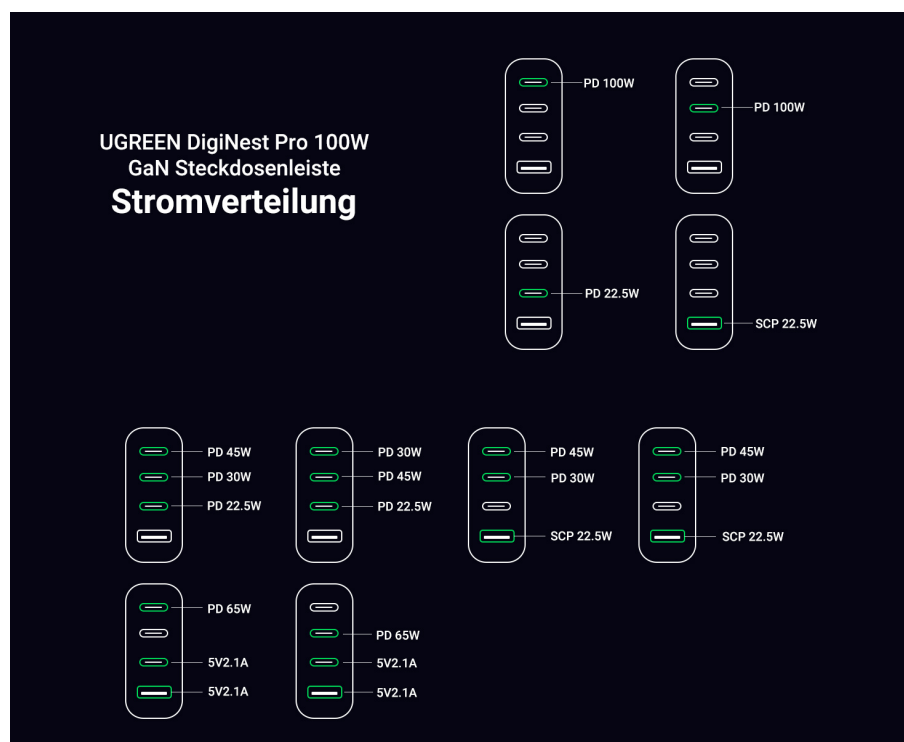 UGREEN DigiNest Pro 100W
GaN Steckdosenleiste
Stromverteilung
PD 100W
PD 100W
PD 22.5W
SCP 22.5W
PD 45W
PD 30W
PD 22.5W
PD 30W
PD 45W
PD 22.5W
PD 45W
PD 30W
SCP 22.5W
PD 45W
PD 30W
SCP 22.5W
PD 65W
5V2.1A
5V2.1A
PD 65W
5V2.1A
5V2.1A